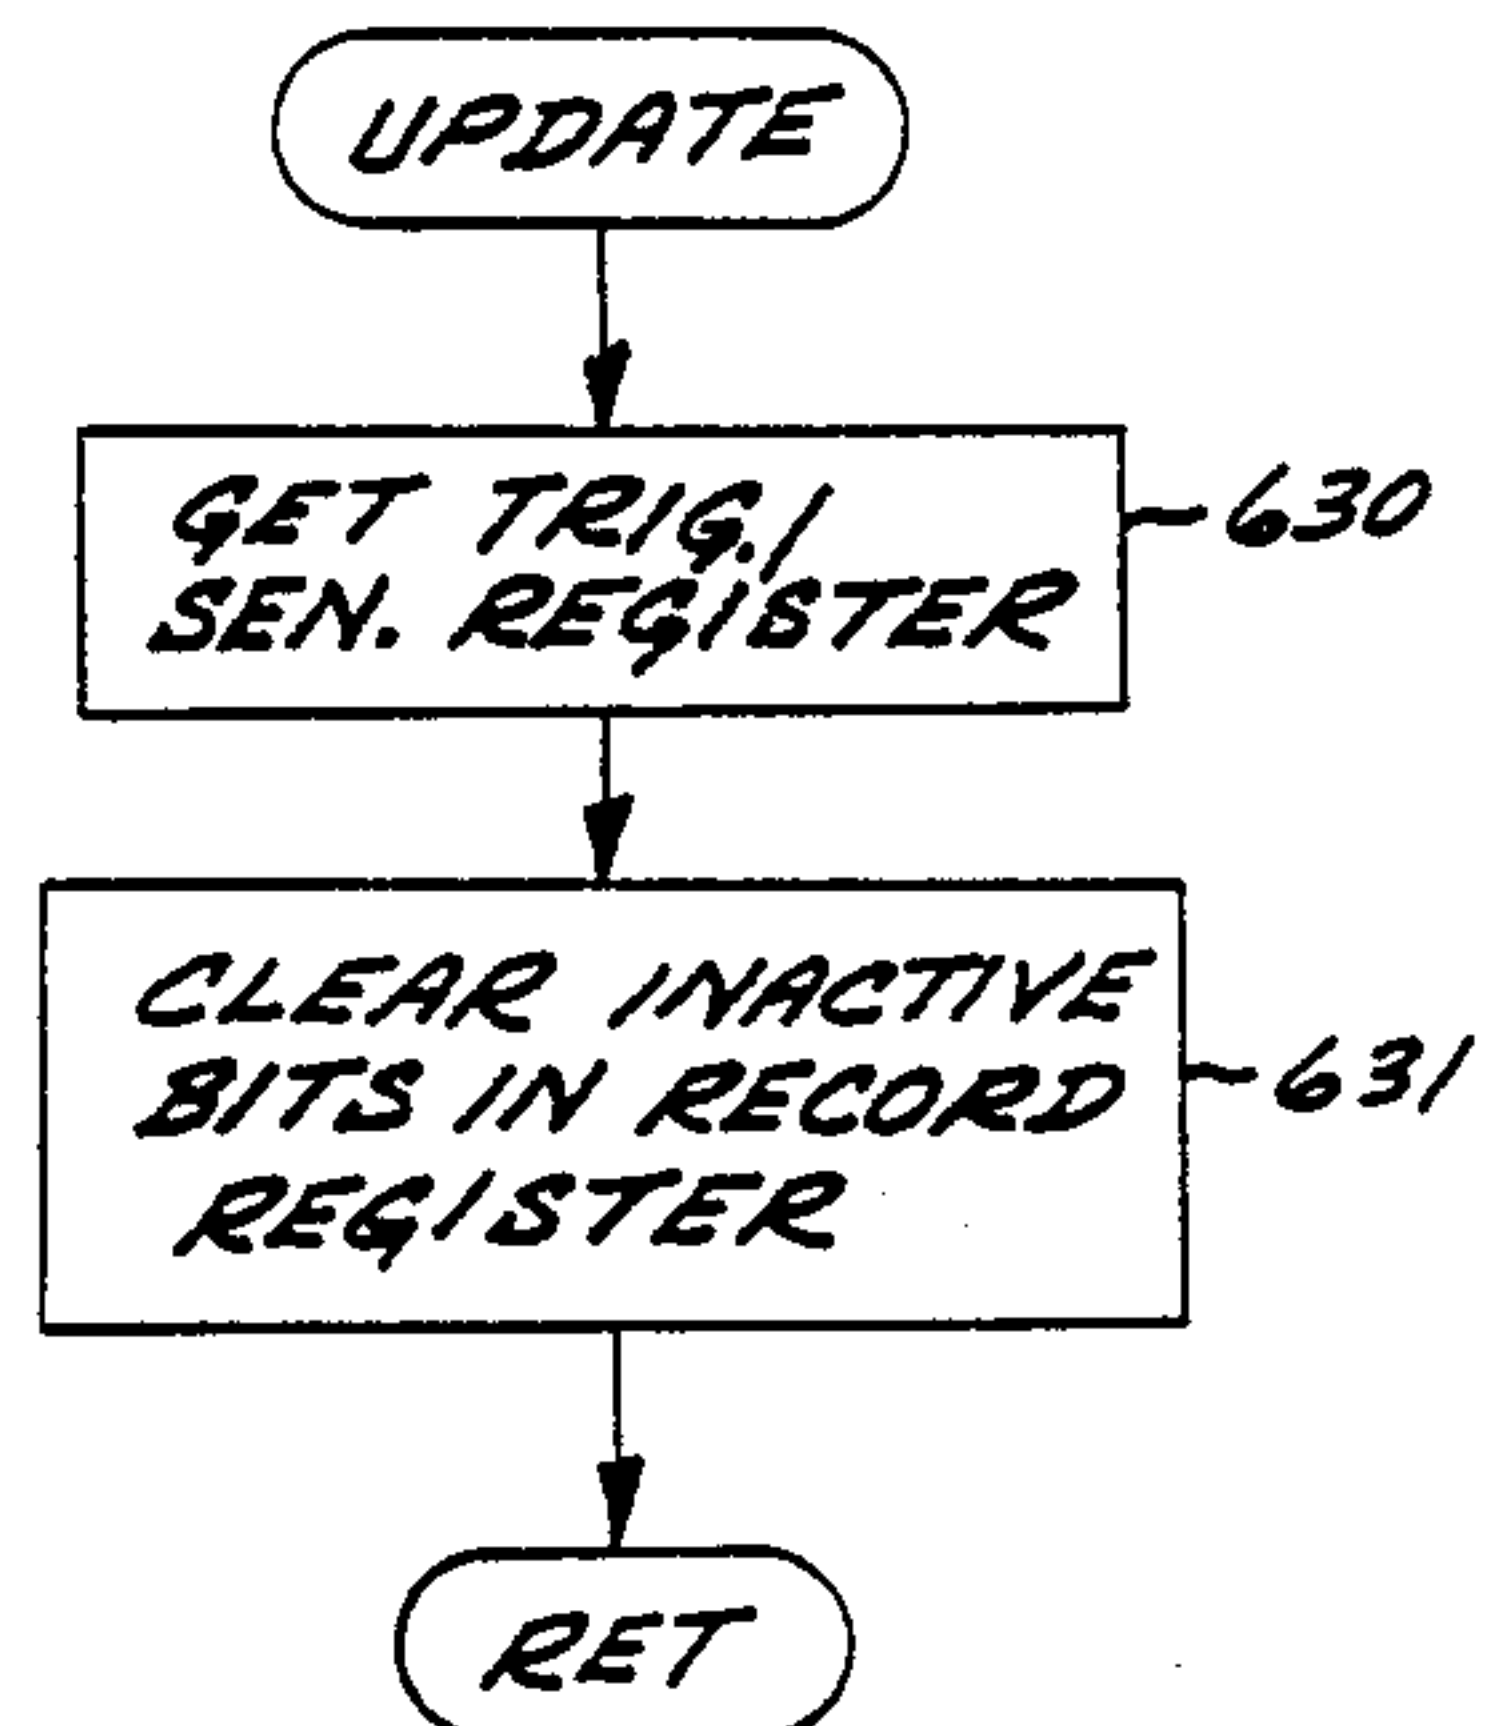 UPDATE
GET TRIG./
SEN. REGISTER
630
CLEAR INACTIVE
BITS IN RECORD
REGISTER
631
RET